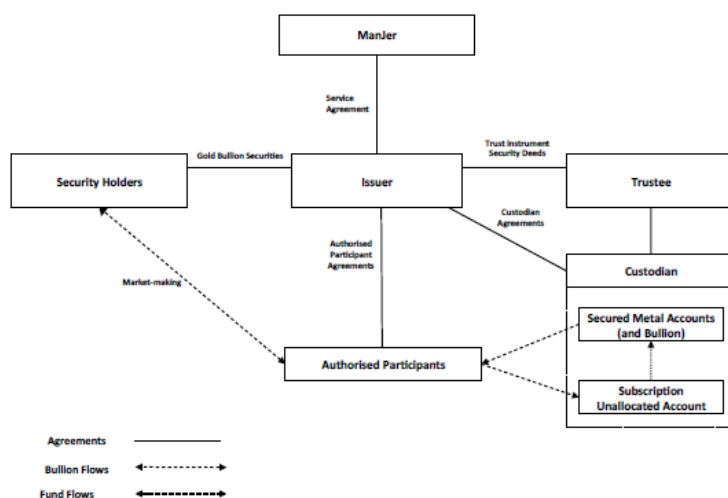 ManJer
Service
Agreement
Gold Bullion Securities
Trust Instrument
Security Deeds
Security Holders
Issuer
Trustee
Custodian
Agreements
Authorised
Participant
Agreements
Custodian
Market-making
Secured Metal Accounts
(and Bullion)
Authorised Participants
Subscription
Unallocated Account
Agreements
Bullion Flows
Fund Flows